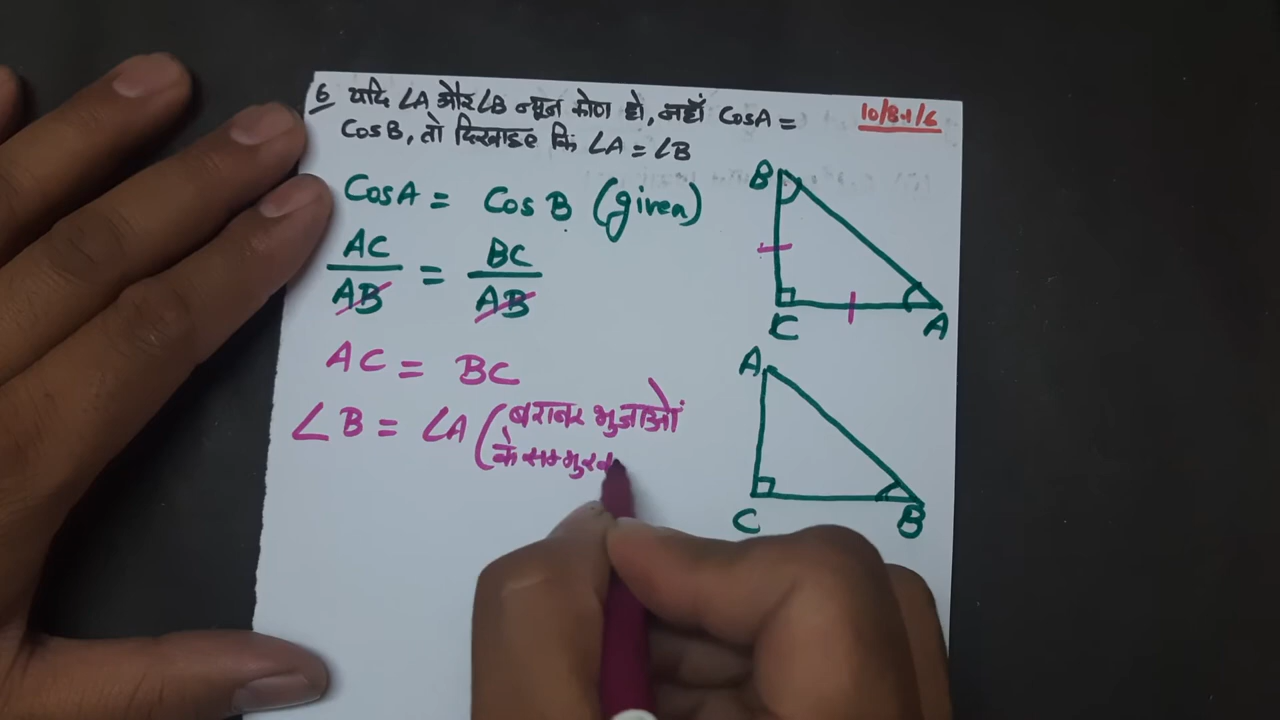 6 यदि ∠A और ∠B न्यून कोण हो, जहाँ CosA =
CosB, तो दिखाइए कि ∠A = ∠B
10/8.1/6
CosA = CosB (given)
AC/AB = BC/AB
AC = BC
∠B = ∠A (बराबर भुजाओं
के सम्मुख
B
C
A
A
C
B